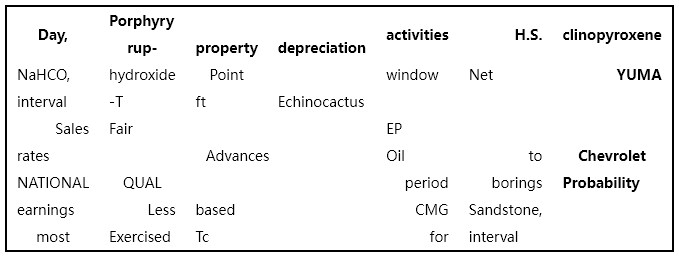 Day, Porphyry rup- property depreciation activities H.S. clinopyroxene
NaHCO, hydroxide Point window Net YUMA
interval -T ft Echinocactus
Sales Fair EP
rates Advances Oil to Chevrolet
NATIONAL QUAL period borings Probability
earnings Less based CMG Sandstone,
most Exercised Tc for interval